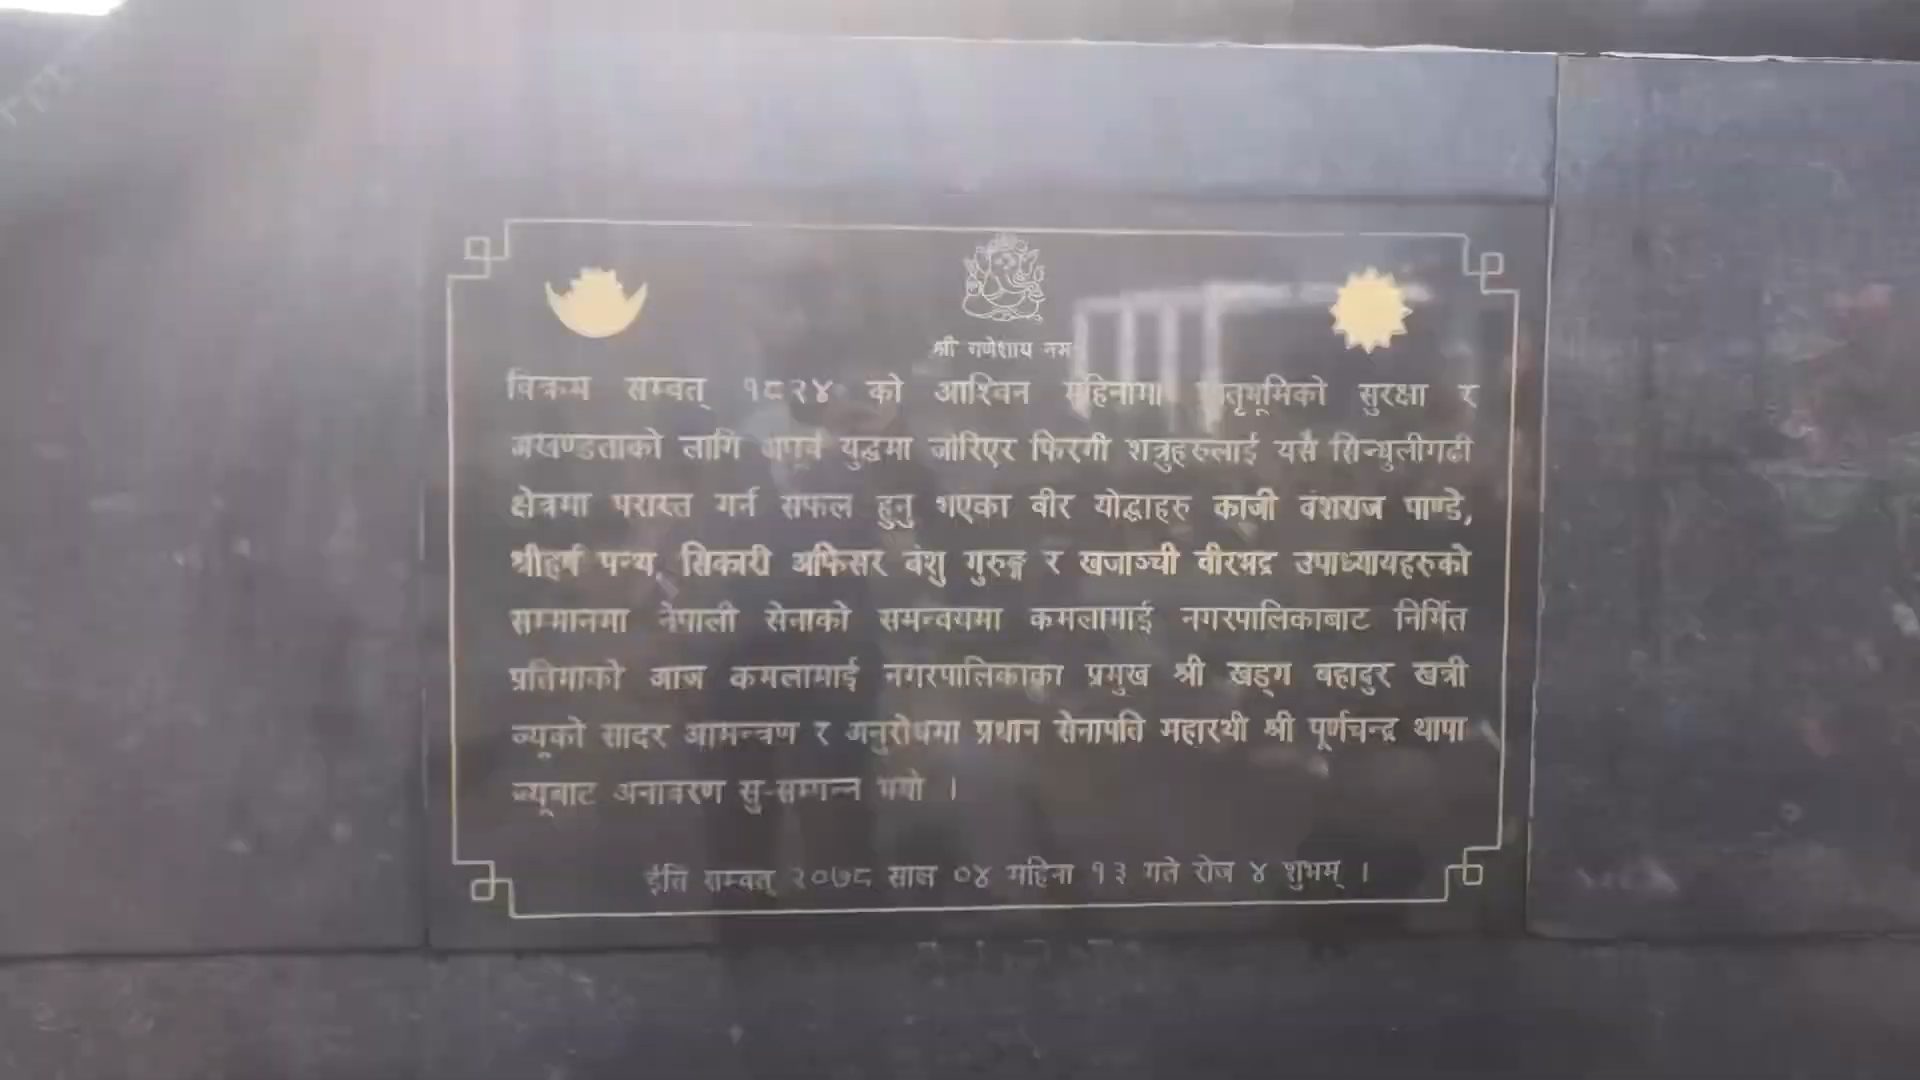 श्री गणेशाय नम
विक्रम सम्वत् १८२४ को आश्विन महिनामा मातृभूमिको सुरक्षा र
अखण्डताको लागि अपूर्व युद्धमा जोरिएर फिरंगी शत्रुहरुलाई यसै सिन्धुलीगढी
क्षेत्रमा परास्त गर्न सफल हुनु भएका वीर योद्धाहरु काजी वंशराज पाण्डे,
श्रीहर्ष पन्थ, सिकारी अफिसर वंशु गुरुङ्ग र खजाञ्ची वीरभद्र उपाध्यायहरुको
सम्मानमा नेपाली सेनाको समन्वयमा कमलामाई नगरपालिकाबाट निर्मित
प्रतिमाको आज कमलामाई नगरपालिकाका प्रमुख श्री खड्ग बहादुर खत्री
ज्यूको सादर आमन्त्रण र अनुरोधमा प्रधान सेनापति महारथी श्री पूर्णचन्द्र थापा
ज्यूबाट अनावरण सु-सम्पन्न भयो ।
ईति सम्वत् २०७८ साल ०४ महिना १३ गते रोज ४ शुभम् ।